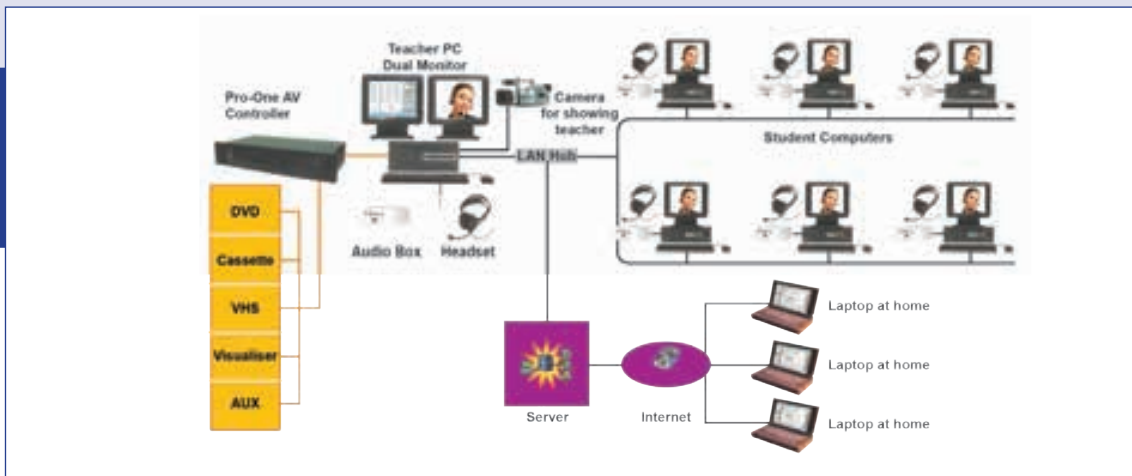 Teacher PC
Dual Monitor
Pro-One AV
Controller
Camera
for showing
teacher
LAN Hub
Student Computers
DVD
Cassette
VHS
Visualiser
AUX
Audio Box
Headset
Laptop at home
Laptop at home
Laptop at home
Server
Internet